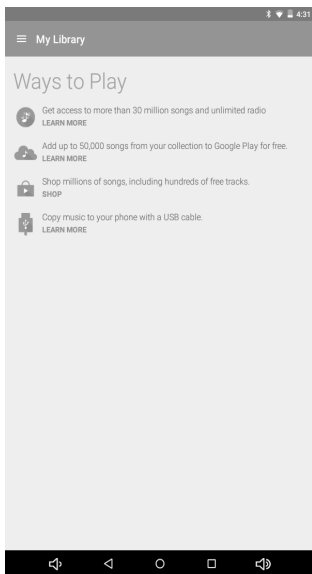 4:31
My Library
Ways to Play
Get access to more than 30 million songs and unlimited radio
LEARN MORE
Add up to 50,000 songs from your collection to Google Play for free.
LEARN MORE
Shop millions of songs, including hundreds of free tracks.
SHOP
Copy music to your phone with a USB cable.
LEARN MORE